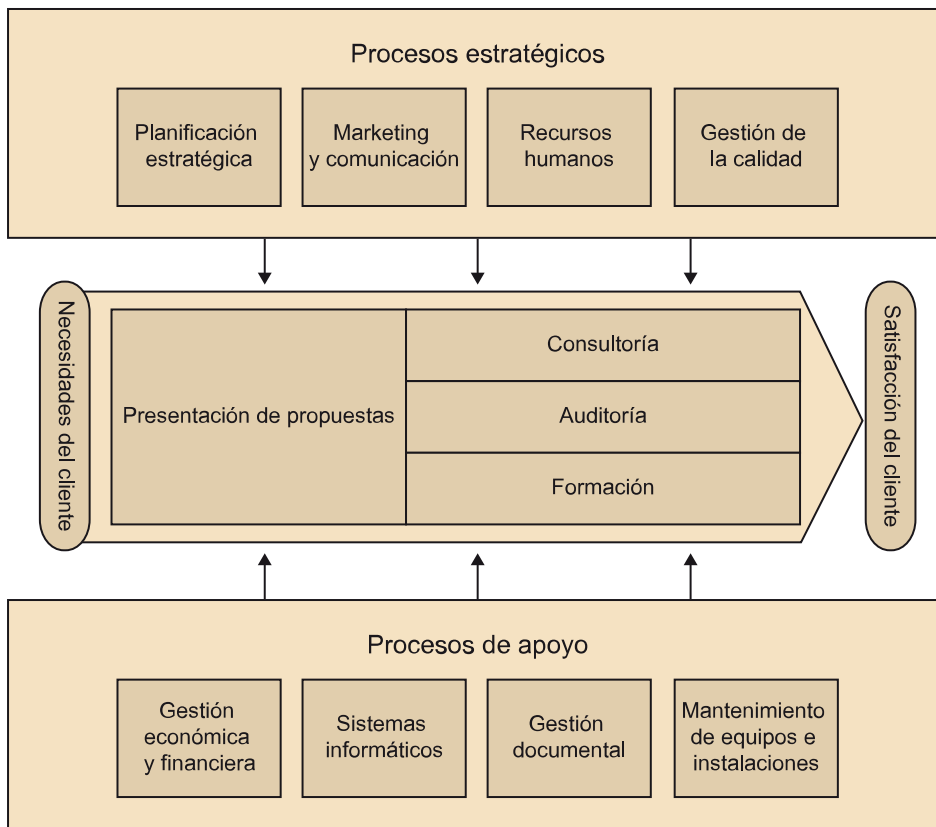 Procesos estratégicos
Planificación
estratégica
Marketing
y comunicación
Recursos
humanos
Gestión de
la calidad
Necesidades del cliente
Presentación de propuestas
Consultoría
Auditoría
Formación
Satisfacción del cliente
Procesos de apoyo
Gestión
económica
y financiera
Sistemas
informáticos
Gestión
documental
Mantenimiento
de equipos e
instalaciones